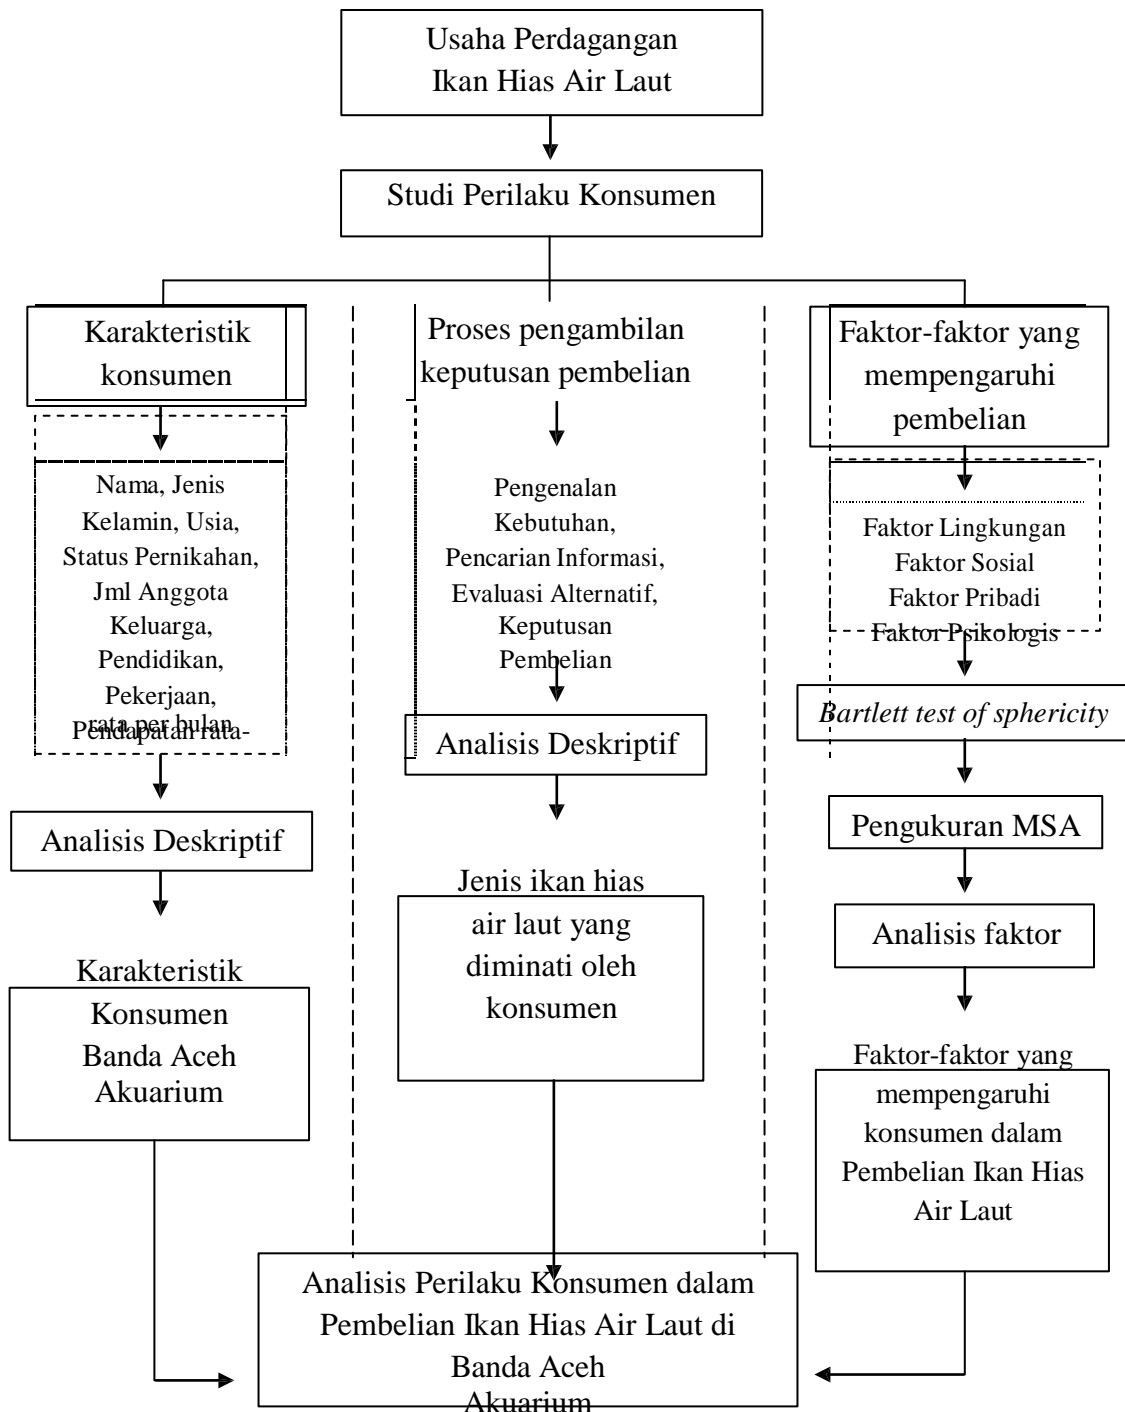 Usaha Perdagangan
Ikan Hias Air Laut
Studi Perilaku Konsumen
Karakteristik
konsumen
Nama, Jenis
Kelamin, Usia,
Status Pernikahan,
Jml Anggota
Keluarga,
Pendidikan,
Pekerjaan,
Pendapatan rata-
rata per bulan
Analisis Deskriptif
Karakteristik
Konsumen
Banda Aceh
Akuarium
Proses pengambilan
keputusan pembelian
Pengenalan
Kebutuhan,
Pencarian Informasi,
Evaluasi Alternatif,
Keputusan
Pembelian
Analisis Deskriptif
Jenis ikan hias
air laut yang
diminati oleh
konsumen
Faktor-faktor yang
mempengaruhi
pembelian
Faktor Lingkungan
Faktor Sosial
Faktor Pribadi
Faktor Psikologis
Bartlett test of sphericity
Pengukuran MSA
Analisis faktor
Faktor-faktor yang
mempengaruhi
konsumen dalam
Pembelian Ikan Hias
Air Laut
Analisis Perilaku Konsumen dalam
Pembelian Ikan Hias Air Laut di
Banda Aceh
Akuarium